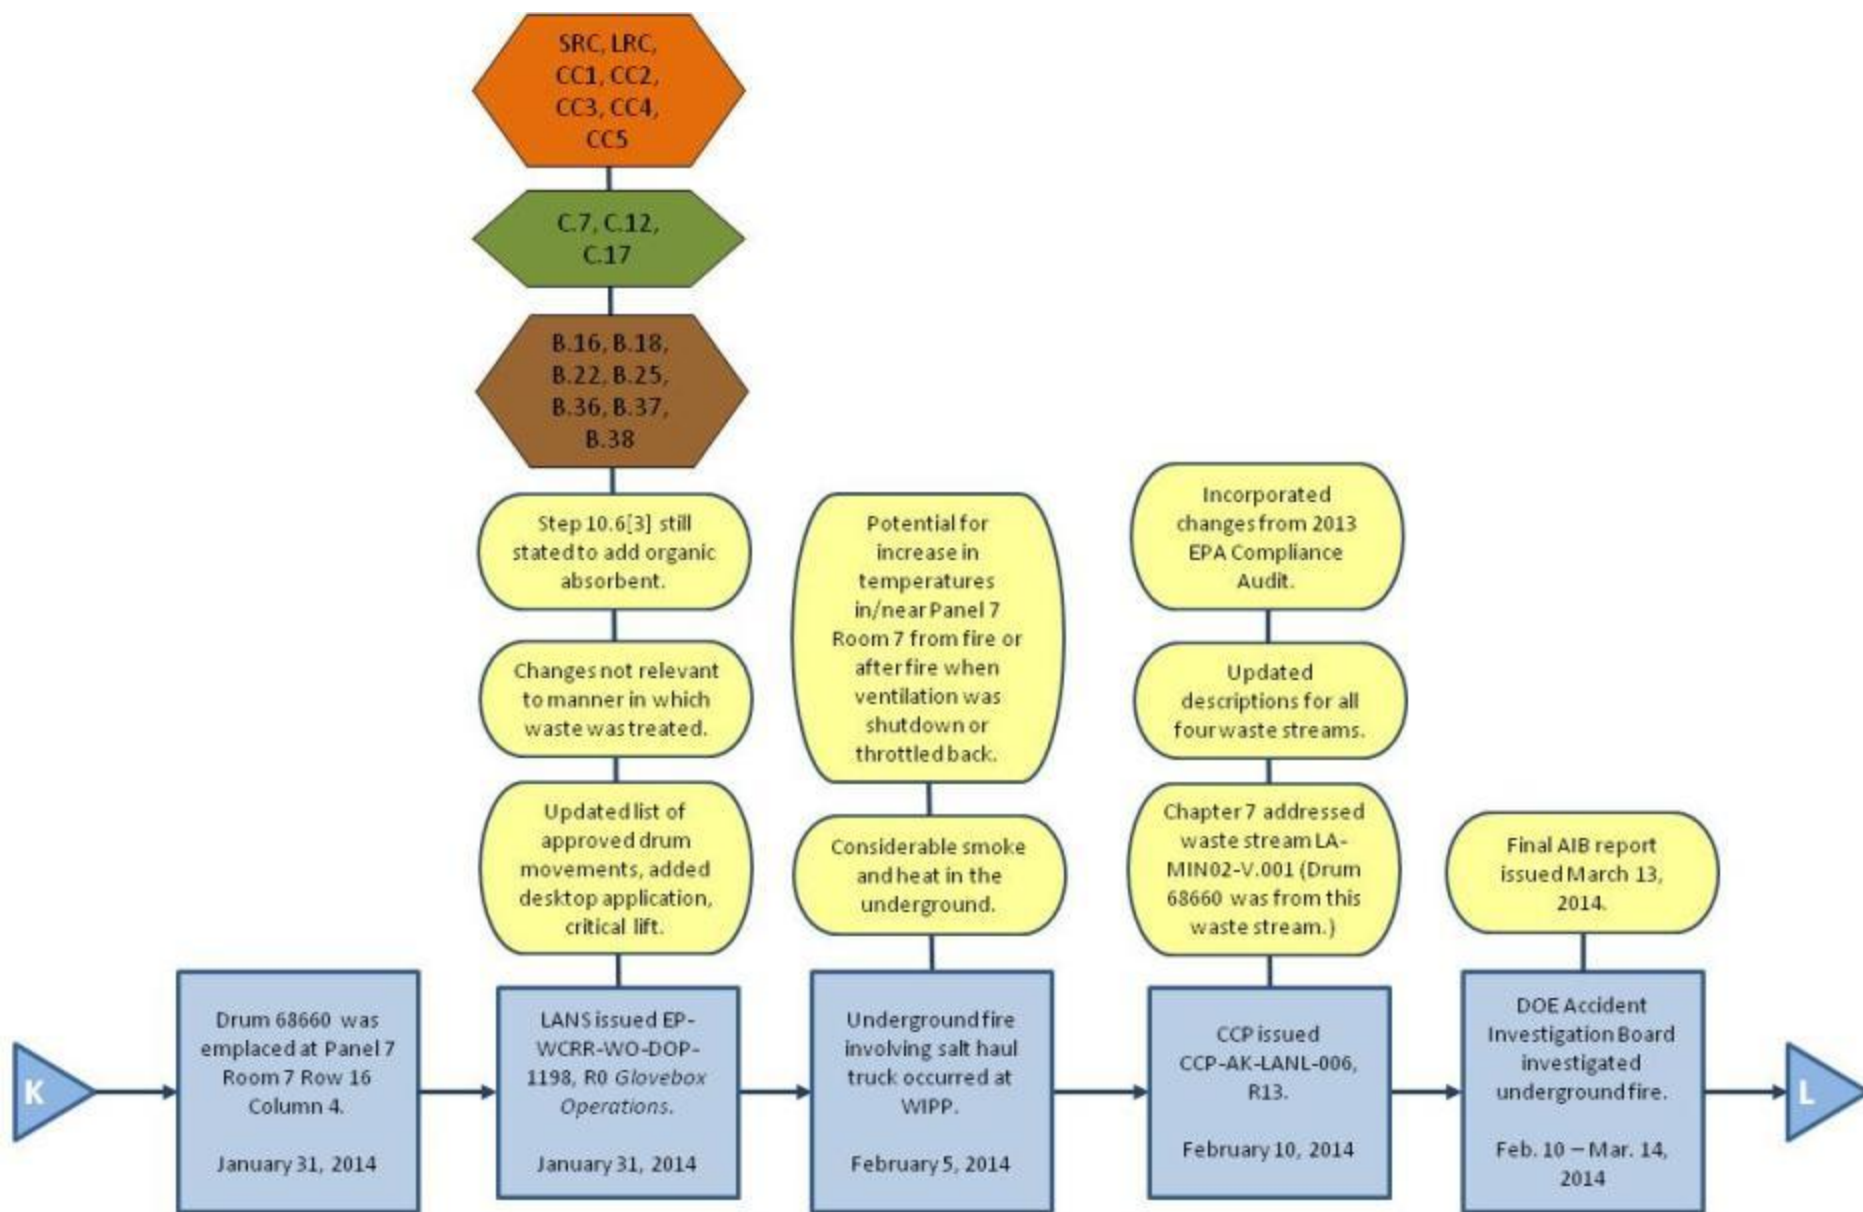 SRC, LRC,
CC1, CC2,
CC3, CC4,
CC5
C.7, C.12,
C.17
B.16, B.18,
B.22, B.25,
B.36, B.37,
B.38
Step 10.6[3] still
stated to add organic
absorbent.
Changes not relevant
to manner in which
waste was treated.
Updated list of
approved drum
movements, added
desktop application,
critical lift.
Potential for
increase in
temperatures
in/near Panel 7
Room 7 from fire or
after fire when
ventilation was
shutdown or
throttled back.
Considerable smoke
and heat in the
underground.
Incorporated
changes from 2013
EPA Compliance
Audit.
Updated
descriptions for all
four waste streams.
Chapter 7 addressed
waste stream LA-
MIN02-V.001 (Drum
68660 was from this
waste stream.)
Final AIB report
issued March 13,
2014.
K
Drum 68660 was
emplaced at Panel 7
Room 7 Row 16
Column 4.
January 31, 2014
LANS issued EP-
WCRR-WO-DOP-
1198, R0 Glovebox
Operations.
January 31, 2014
Underground fire
involving salt haul
truck occurred at
WIPP.
February 5, 2014
CCP issued
CCP-AK-LANL-006,
R13.
February 10, 2014
DOE Accident
Investigation Board
investigated
underground fire.
Feb. 10 – Mar. 14,
2014
L